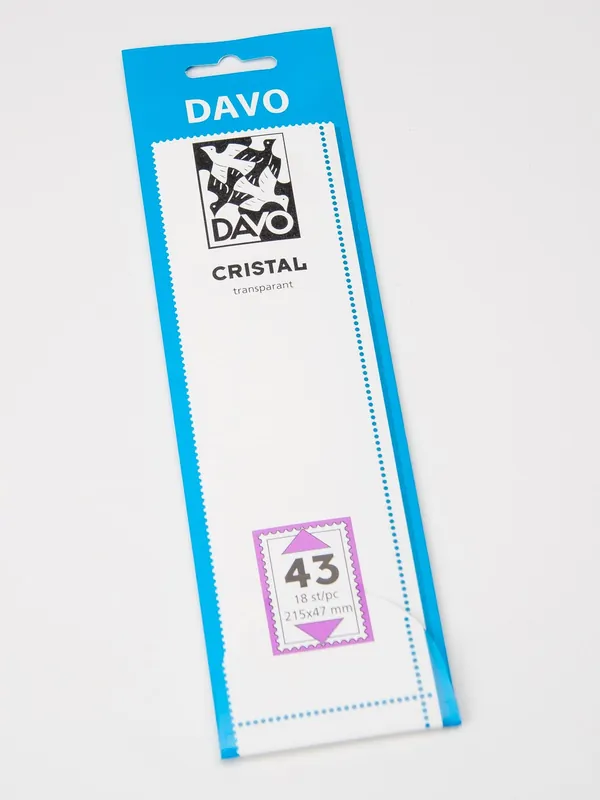 DAVO
DAVO
CRISTAL
transparant
43
18 st/pc
215x47 mm